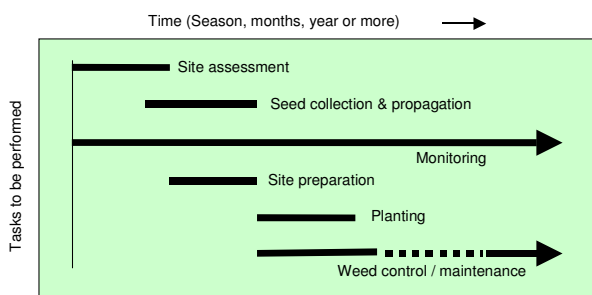 Time (Season, months, year or more)
Site assessment
Seed collection & propagation
Monitoring
Site preparation
Planting
Weed control / maintenance
Tasks to be performed